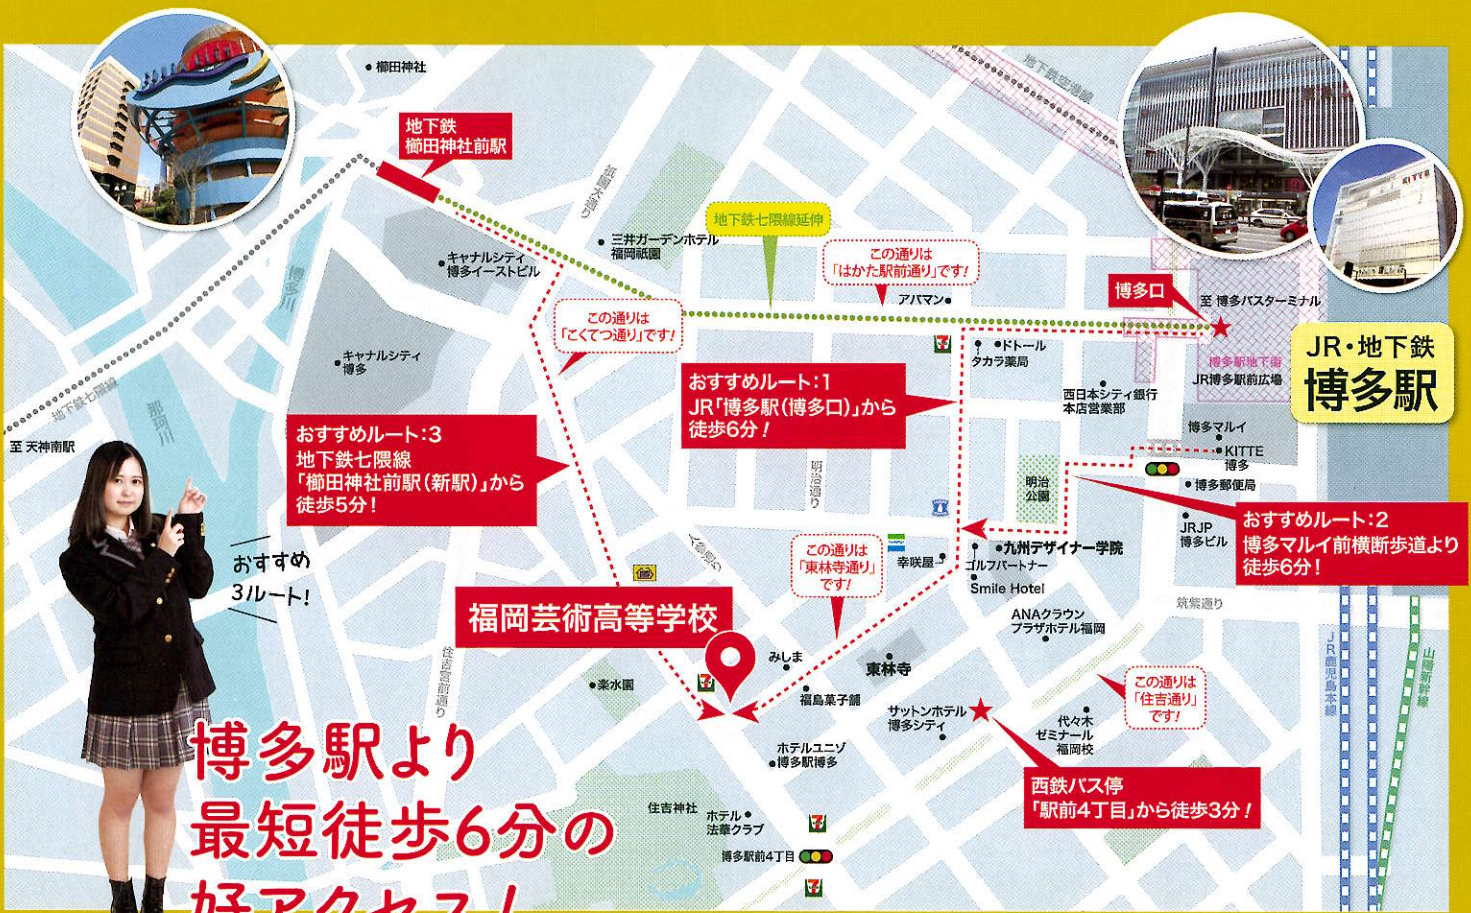 櫛田神社
地下鉄
櫛田神社前駅
地下鉄空港線
祇園大通り
地下鉄七隈線延伸
三井ガーデンホテル
福岡祇園
キャナルシティ
博多イーストビル
この通りは
「はかた駅前通り」です!
アパマン
博多口
至 博多バスターミナル
KITTE
博多川
この通りは
「こくてつ通り」です!
ドトール
タカラ薬局
博多駅地下街
JR博多駅前広場
JR・地下鉄
博多駅
キャナルシティ
博多
おすすめルート:1
JR「博多駅(博多口)」から
徒歩6分!
西日本シティ銀行
本店営業部
地下鉄七隈線
那珂川
至 天神南駅
おすすめルート:3
地下鉄七隈線
「櫛田神社前駅(新駅)」から
徒歩5分!
博多マルイ
KITTE
博多
明治通り
明治
公園
博多郵便局
JRJP
博多ビル
おすすめルート:2
博多マルイ前横断歩道より
徒歩6分!
おすすめ
3ルート!
この通りは
「東林寺通り」
です!
幸咲屋
九州デザイナー学院
ゴルフパートナー
Smile Hotel
筑紫通り
福岡芸術高等学校
ANAクラウン
プラザホテル福岡
JR鹿児島本線
山陽新幹線
住吉宮前通り
みしま
東林寺
楽水園
福島菓子舗
サットンホテル
博多シティ
この通りは
「住吉通り」
です!
代々木
ゼミナール
福岡校
ホテルユニゾ
博多駅博多
西鉄バス停
「駅前4丁目」から徒歩3分!
住吉神社
ホテル
法華クラブ
博多駅前4丁目
博多駅より
最短徒歩6分の
好アクセス!